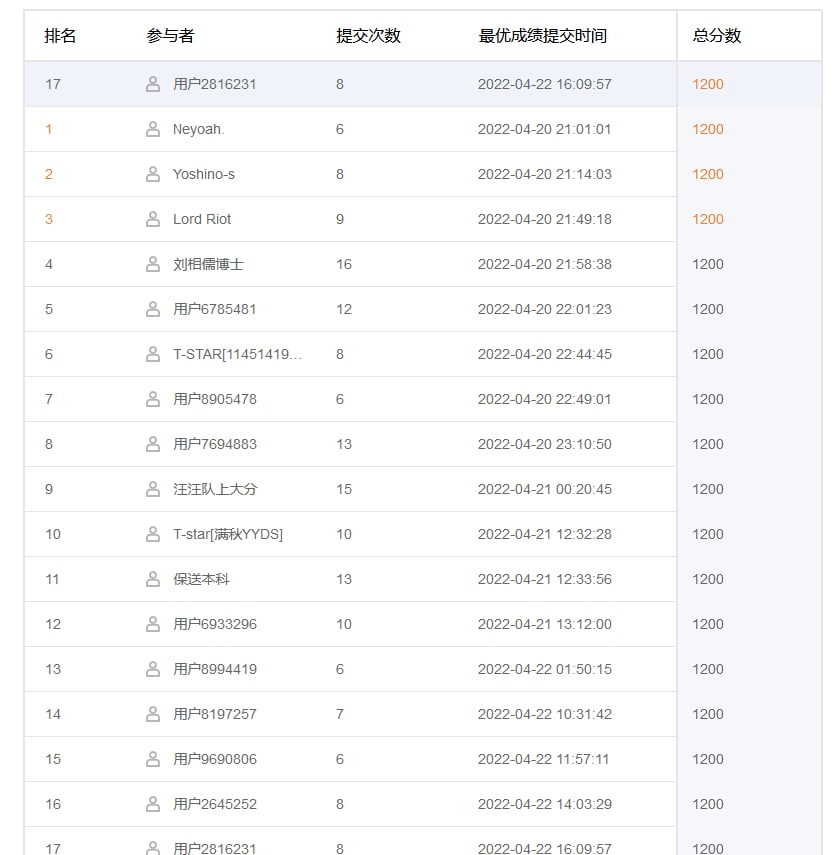 排名 参与者 提交次数 最优成绩提交时间 总分数
17 用户2816231 8 2022-04-22 16:09:57 1200
1 Neyoah. 6 2022-04-20 21:01:01 1200
2 Yoshino-s 8 2022-04-20 21:14:03 1200
3 Lord Riot 9 2022-04-20 21:49:18 1200
4 刘相儒博士 16 2022-04-20 21:58:38 1200
5 用户6785481 12 2022-04-20 22:01:23 1200
6 T-STAR[11451419... 8 2022-04-20 22:44:45 1200
7 用户8905478 6 2022-04-20 22:49:01 1200
8 用户7694883 13 2022-04-20 23:10:50 1200
9 汪汪队上大分 15 2022-04-21 00:20:45 1200
10 T-star[满秋YYDS] 10 2022-04-21 12:32:28 1200
11 保送本科 13 2022-04-21 12:33:56 1200
12 用户6933296 10 2022-04-21 13:12:00 1200
13 用户8994419 6 2022-04-22 01:50:15 1200
14 用户8197257 7 2022-04-22 10:31:42 1200
15 用户9690806 6 2022-04-22 11:57:11 1200
16 用户2645252 8 2022-04-22 14:03:29 1200
17 用户2816231 8 2022-04-22 16:09:57 1200